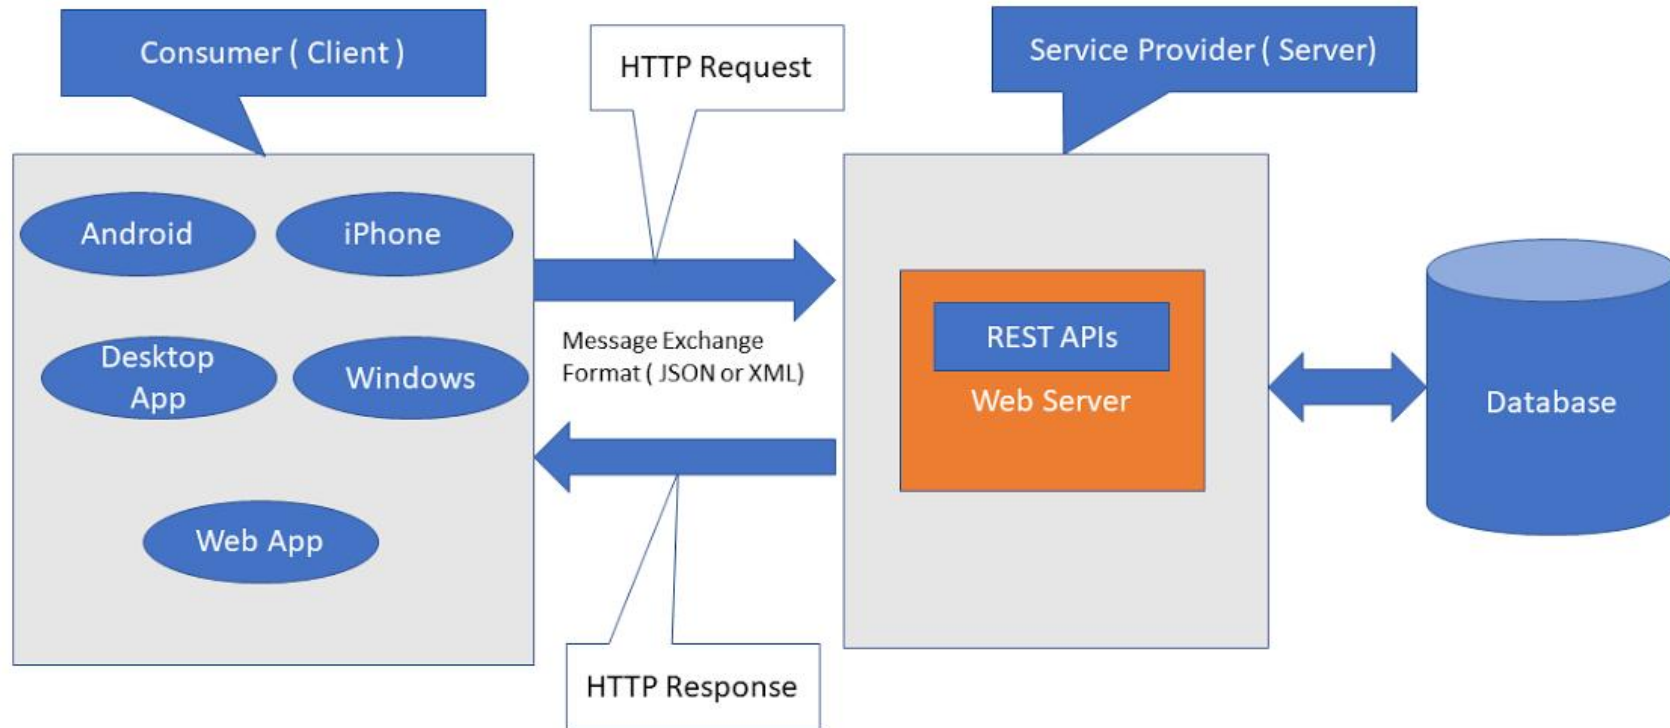 Consumer ( Client )
HTTP Request
Service Provider ( Server)
Android
iPhone
Desktop
App
Windows
Web App
Message Exchange
Format ( JSON or XML)
HTTP Response
REST APIs
Web Server
Database